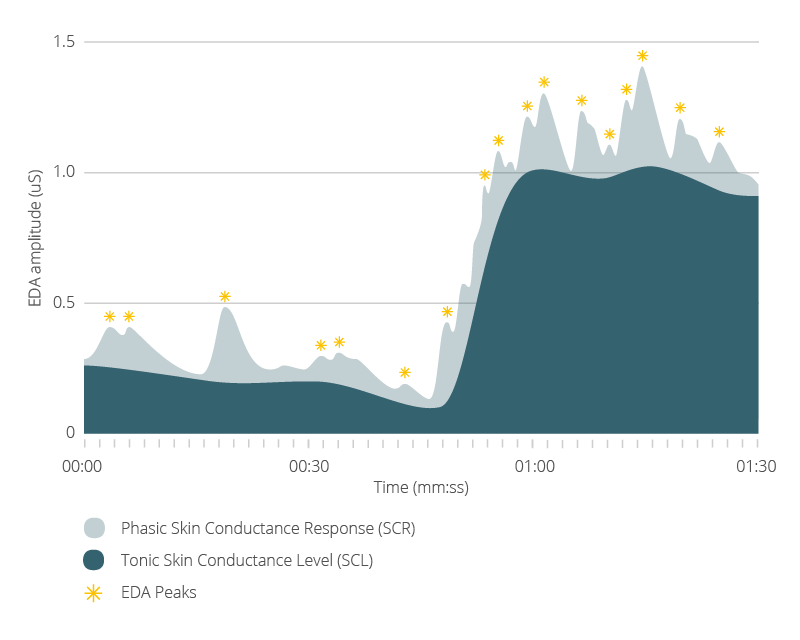 1.5
1.0
0.5
0
EDA amplitude (uS)
00:00 00:30 01:00 01:30
Time (mm:ss)
Phasic Skin Conductance Response (SCR)
Tonic Skin Conductance Level (SCL)
EDA Peaks